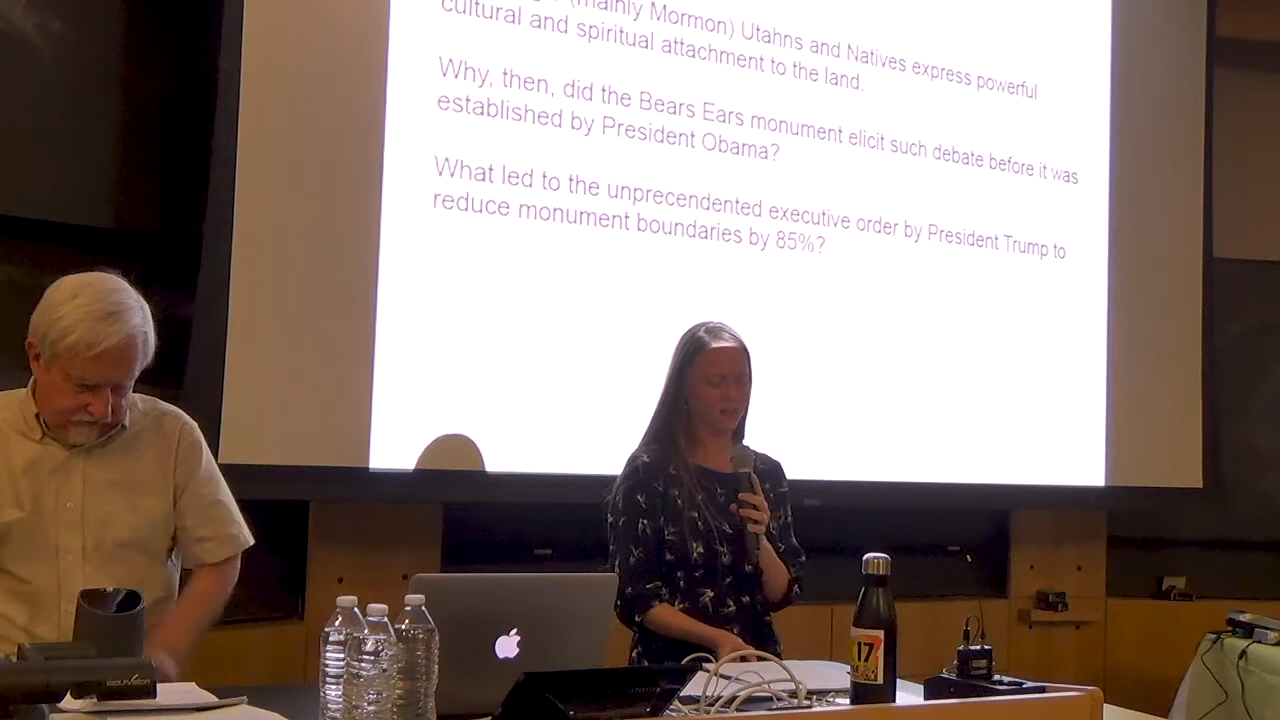 (mainly Mormon) Utahns and Natives express powerful
cultural and spiritual attachment to the land.
Why, then, did the Bears Ears monument elicit such debate before it was
established by President Obama?
What led to the unprecendented executive order by President Trump to
reduce monument boundaries by 85%?
wolfvision
17